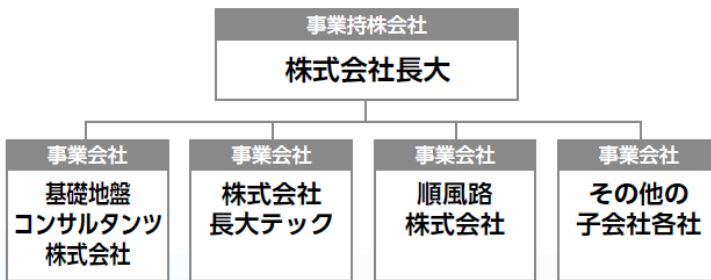 事業持株会社
株式会社長大
事業会社
基礎地盤
コンサルタンツ
株式会社
事業会社
株式会社
長大テック
事業会社
順風路
株式会社
事業会社
その他の
子会社各社